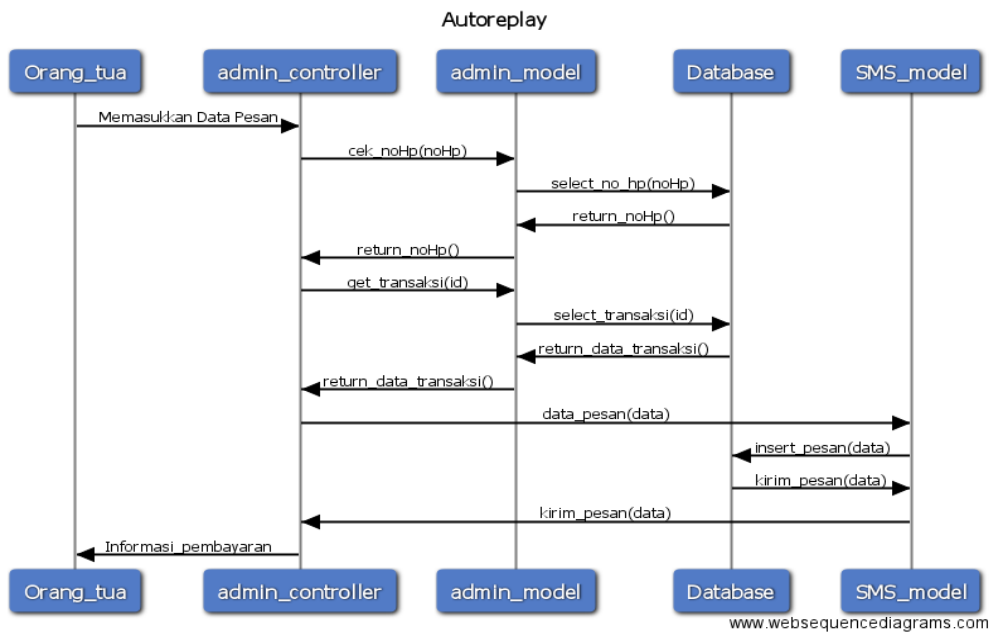 Autoreplay
Orang_tua admin_controller admin_model Database SMS_model
Memasukkan Data Pesan
cek_noHp(noHp)
select_no_hp(noHp)
return_noHp()
return_noHp()
get_transaksi(id)
select_transaksi(id)
return_data_transaksi()
return_data_transaksi()
data_pesan(data)
insert_pesan(data)
kirim_pesan(data)
kirim_pesan(data)
Informasi_pembayaran
Orang_tua admin_controller admin_model Database SMS_model
www.websequencediagrams.com